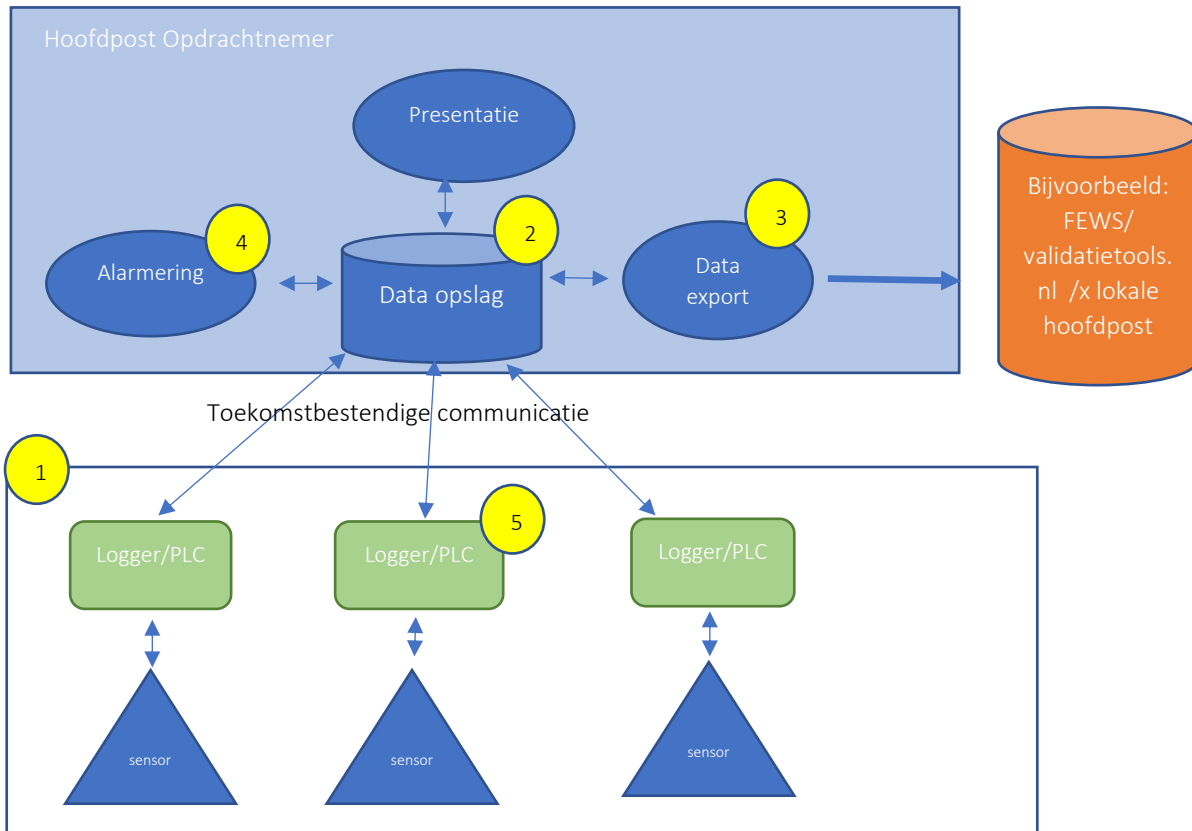 Hoofdpost Opdrachtnemer
Presentatie
4
Alarmering
2
Data opslag
3
Data
export
Bijvoorbeeld:
FEWS/
validatietools.
nl /x lokale
hoofdpost
Toekomstbestendige communicatie
1
Logger/PLC
5
Logger/PLC
Logger/PLC
sensor
sensor
sensor